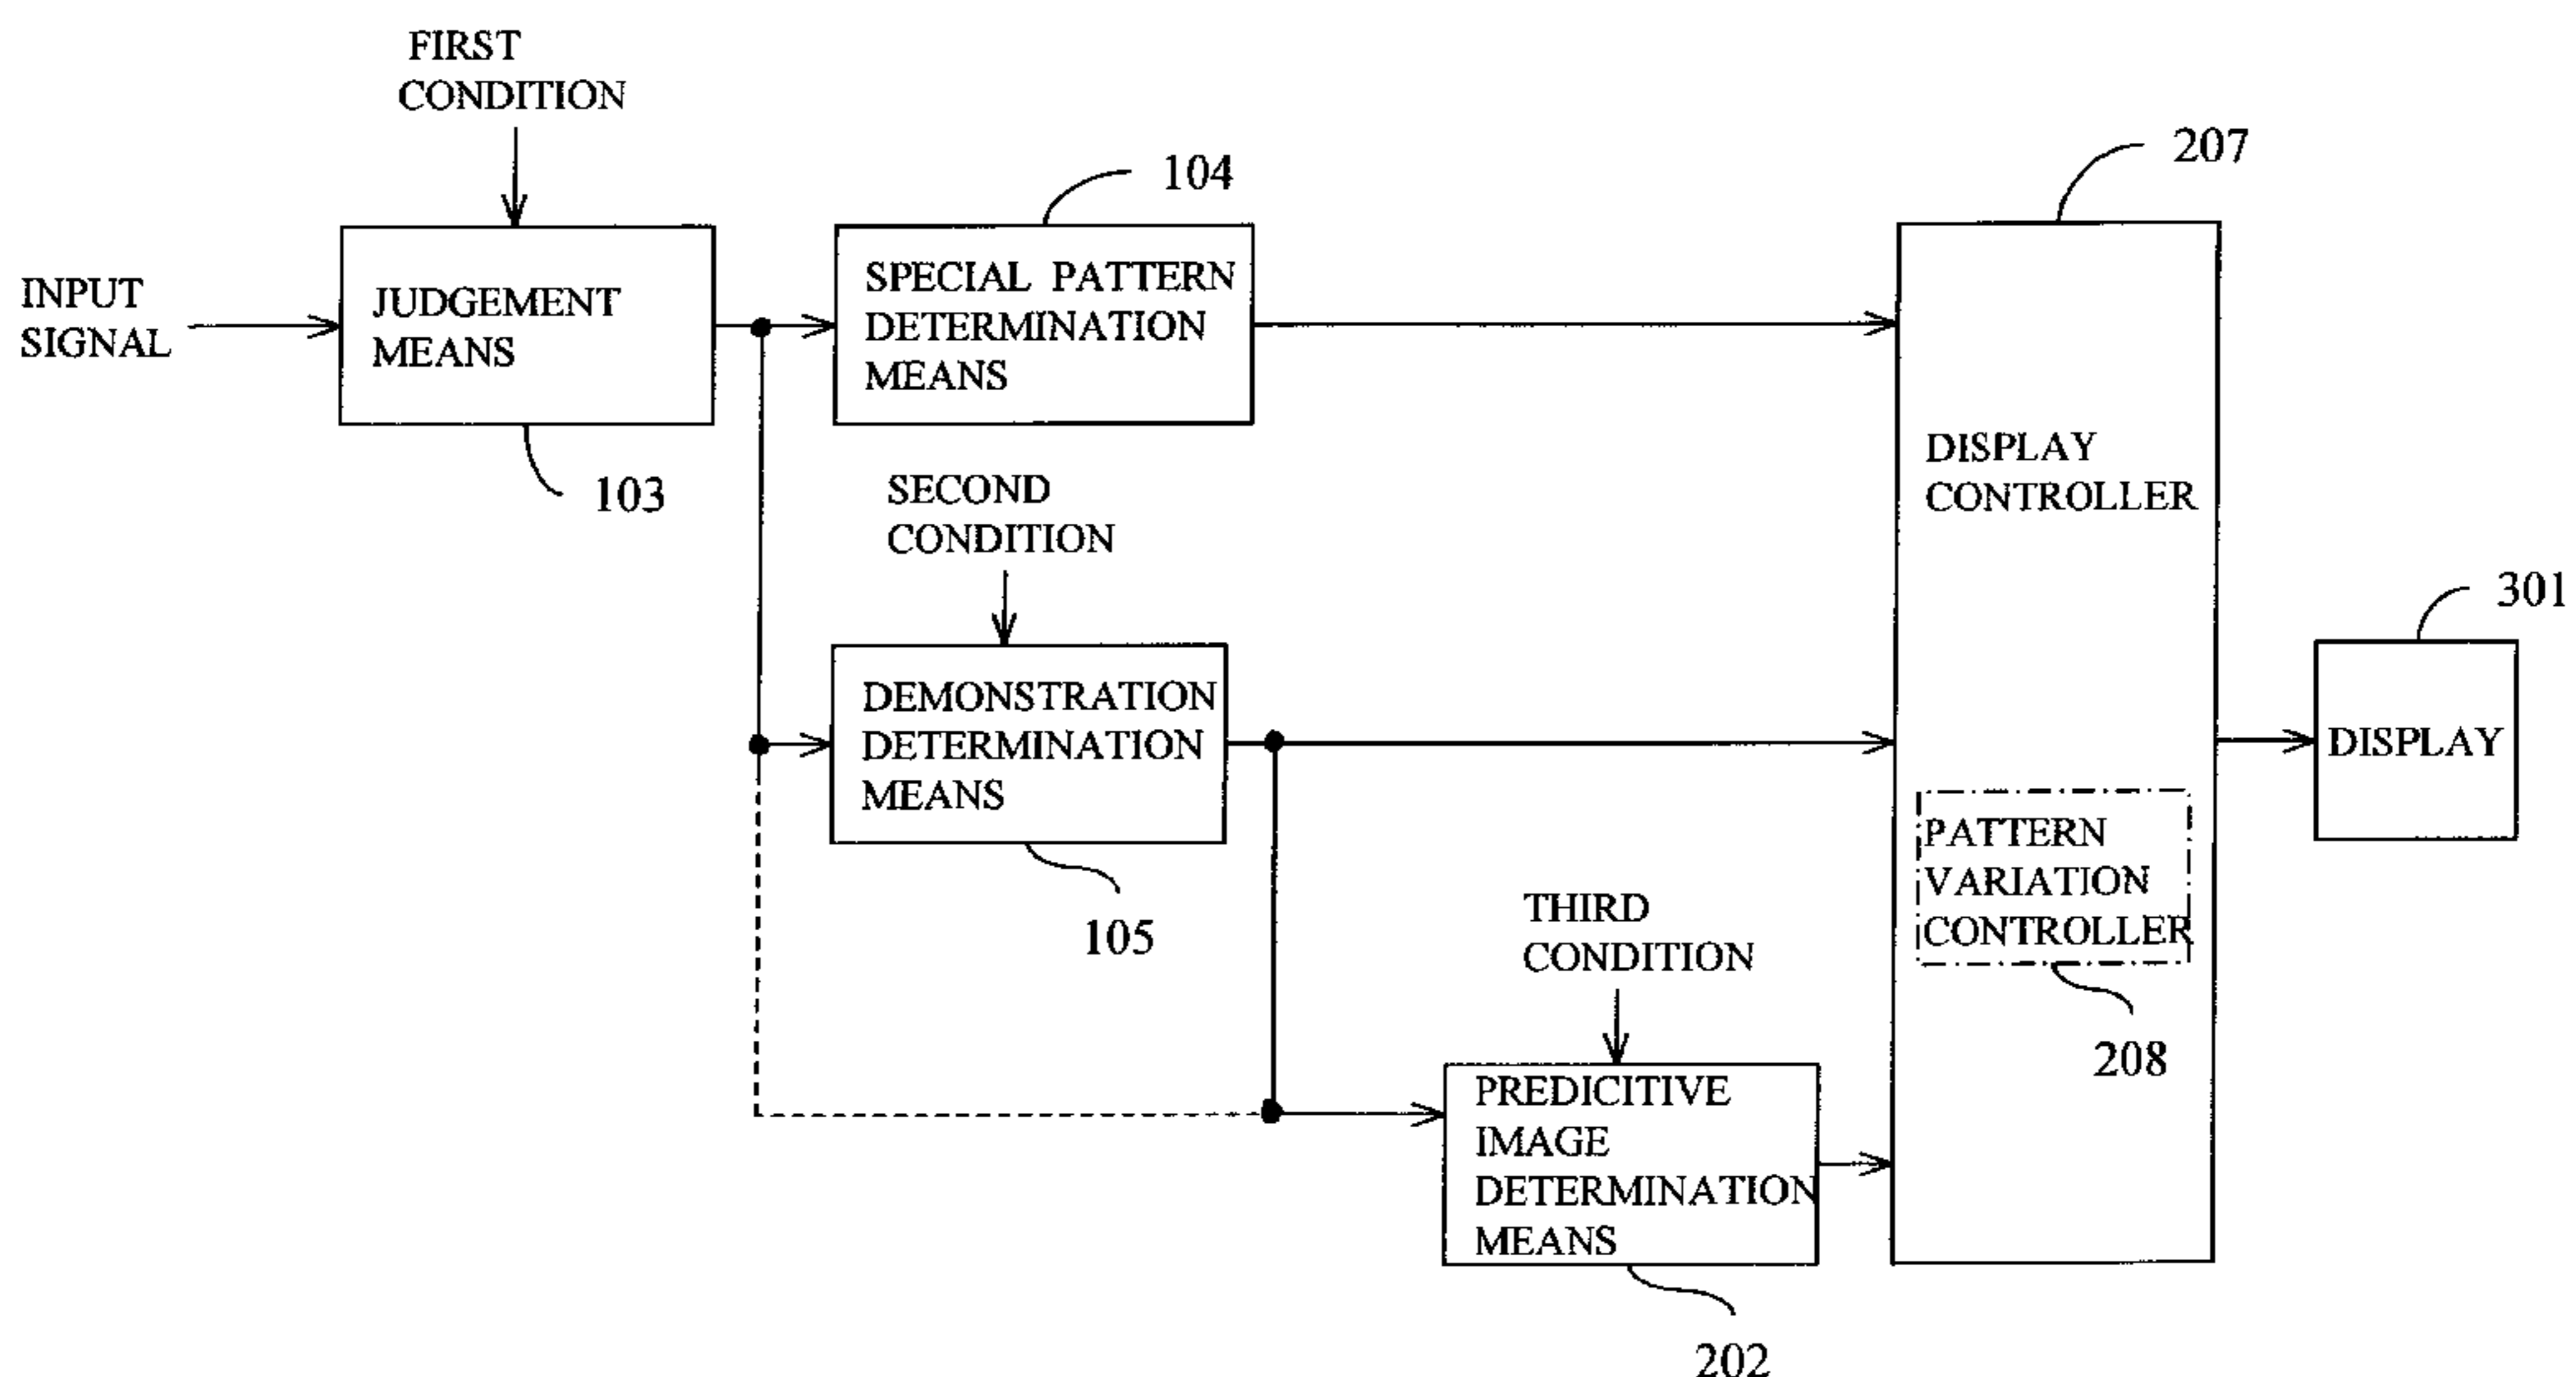 FIRST
CONDITION
INPUT
SIGNAL
JUDGEMENT
MEANS
103
104
SPECIAL PATTERN
DETERMINATION
MEANS
SECOND
CONDITION
DEMONSTRATION
DETERMINATION
MEANS
105
THIRD
CONDITION
PREDICITIVE
IMAGE
DETERMINATION
MEANS
202
207
DISPLAY
CONTROLLER
PATTERN
VARIATION
CONTROLLER
208
301
DISPLAY